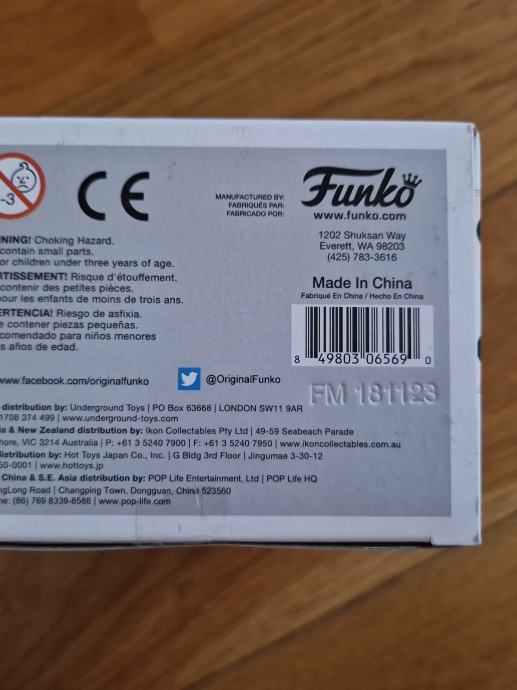 -3
CE
MANUFACTURED BY:
FABRIQUÉS PAR:
FABRICADO POR:
Funko
www.funko.com
1202 Shuksan Way
Everett, WA 98203
(425) 783-3616
NING! Choking Hazard.
contain small parts.
or children under three years of age.
RTISSEMENT! Risque d'étouffement.
contenir des petites pièces.
our les enfants de moins de trois ans.
ERTENCIA! Riesgo de asfixia.
e contener piezas pequeñas.
comendado para niños menores
s años de edad.
Made In China
Fabriqué En China / Hecho En China
8 49803 06569 0
FM 181123
www.facebook.com/originalfunko
@OriginalFunko
distribution by: Underground Toys | PO Box 63668 | LONDON SW11 9AR
1708 374 499 | www.underground-toys.com
ia & New Zealand distribution by: Ikon Collectables Pty Ltd | 49-59 Seabeach Parade
hore, VIC 3214 Australia | P: +61 3 5240 7900 | F: +61 3 5240 7950 | www.ikoncollectables.com.au
distribution by: Hot Toys Japan Co., Inc. | G Bldg 3rd Floor | Jingumae 3-30-12
50-0001 | www.hottoys.jp
China & S.E. Asia distribution by: POP Life Entertainment, Ltd | POP Life HQ
ngLong Road | Changping Town, Dongguan, China 523560
ne: (86) 769 8339-8588 | www.pop-life.com